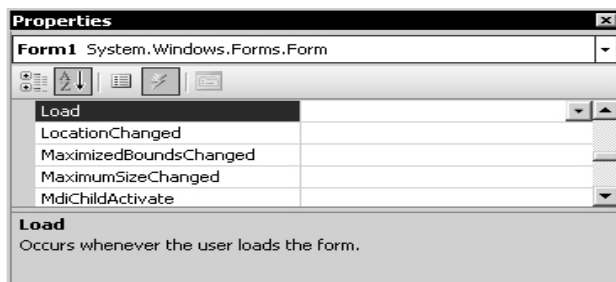 Properties
Form1 System.Windows.Forms.Form
Load
LocationChanged
MaximizedBoundsChanged
MaximumSizeChanged
MdiChildActivate
Load
Occurs whenever the user loads the form.